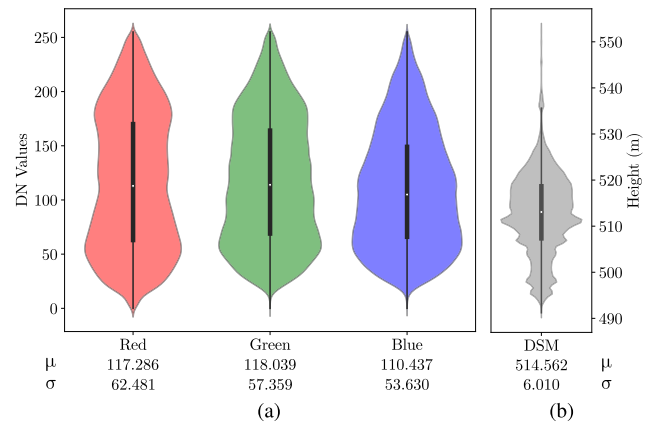 250
200
150
100
50
0
DN Values
550
540
530
520
510
500
490
Height (m)
Red Green Blue DSM
μ 117.286 118.039 110.437 514.562 μ
σ 62.481 57.359 53.630 6.010 σ
(a) (b)